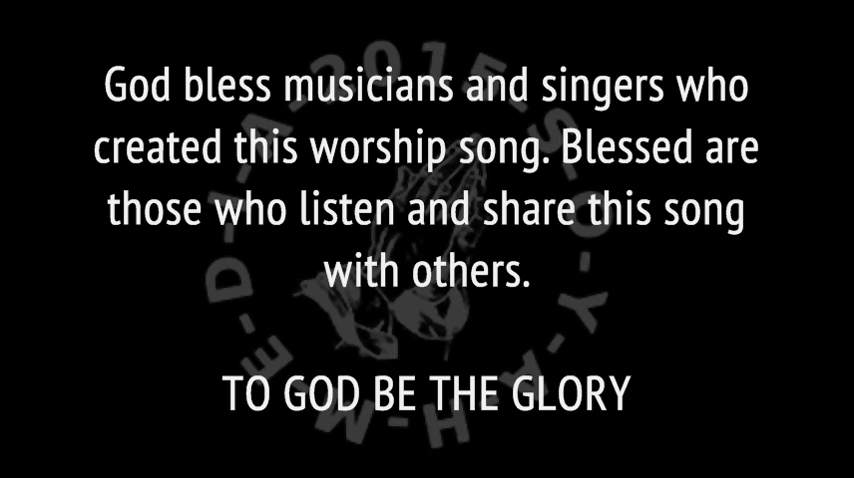 God bless musicians and singers who
created this worship song. Blessed are
those who listen and share this song
with others.
TO GOD BE THE GLORY
2015-S-O-Y-A-H-M-E-D-I-A-